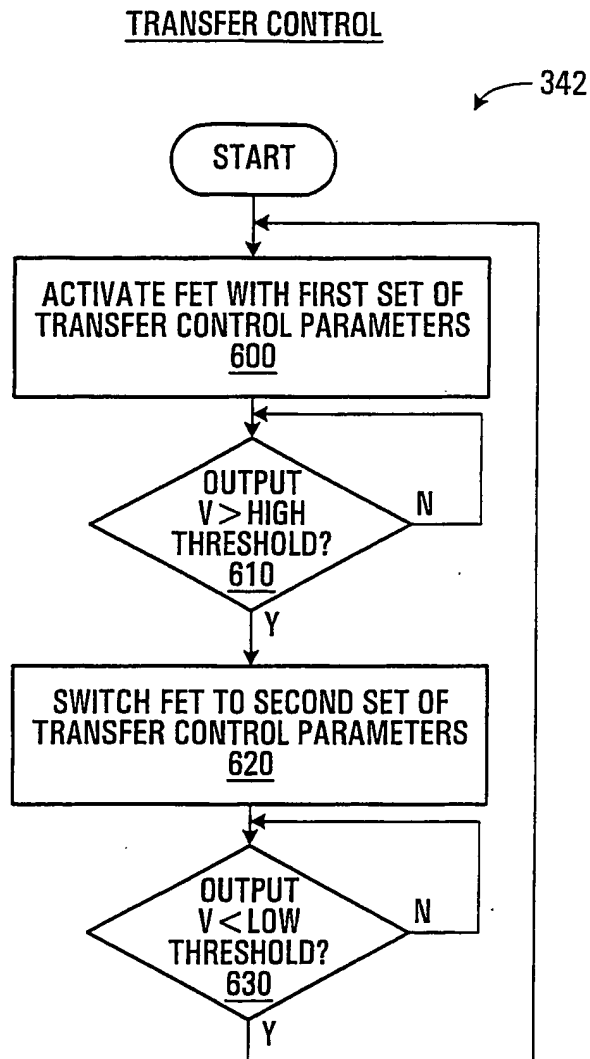 TRANSFER CONTROL
342
START
ACTIVATE FET WITH FIRST SET OF
TRANSFER CONTROL PARAMETERS
600
OUTPUT
V > HIGH
THRESHOLD?
610
N
Y
SWITCH FET TO SECOND SET OF
TRANSFER CONTROL PARAMETERS
620
OUTPUT
V < LOW
THRESHOLD?
630
N
Y